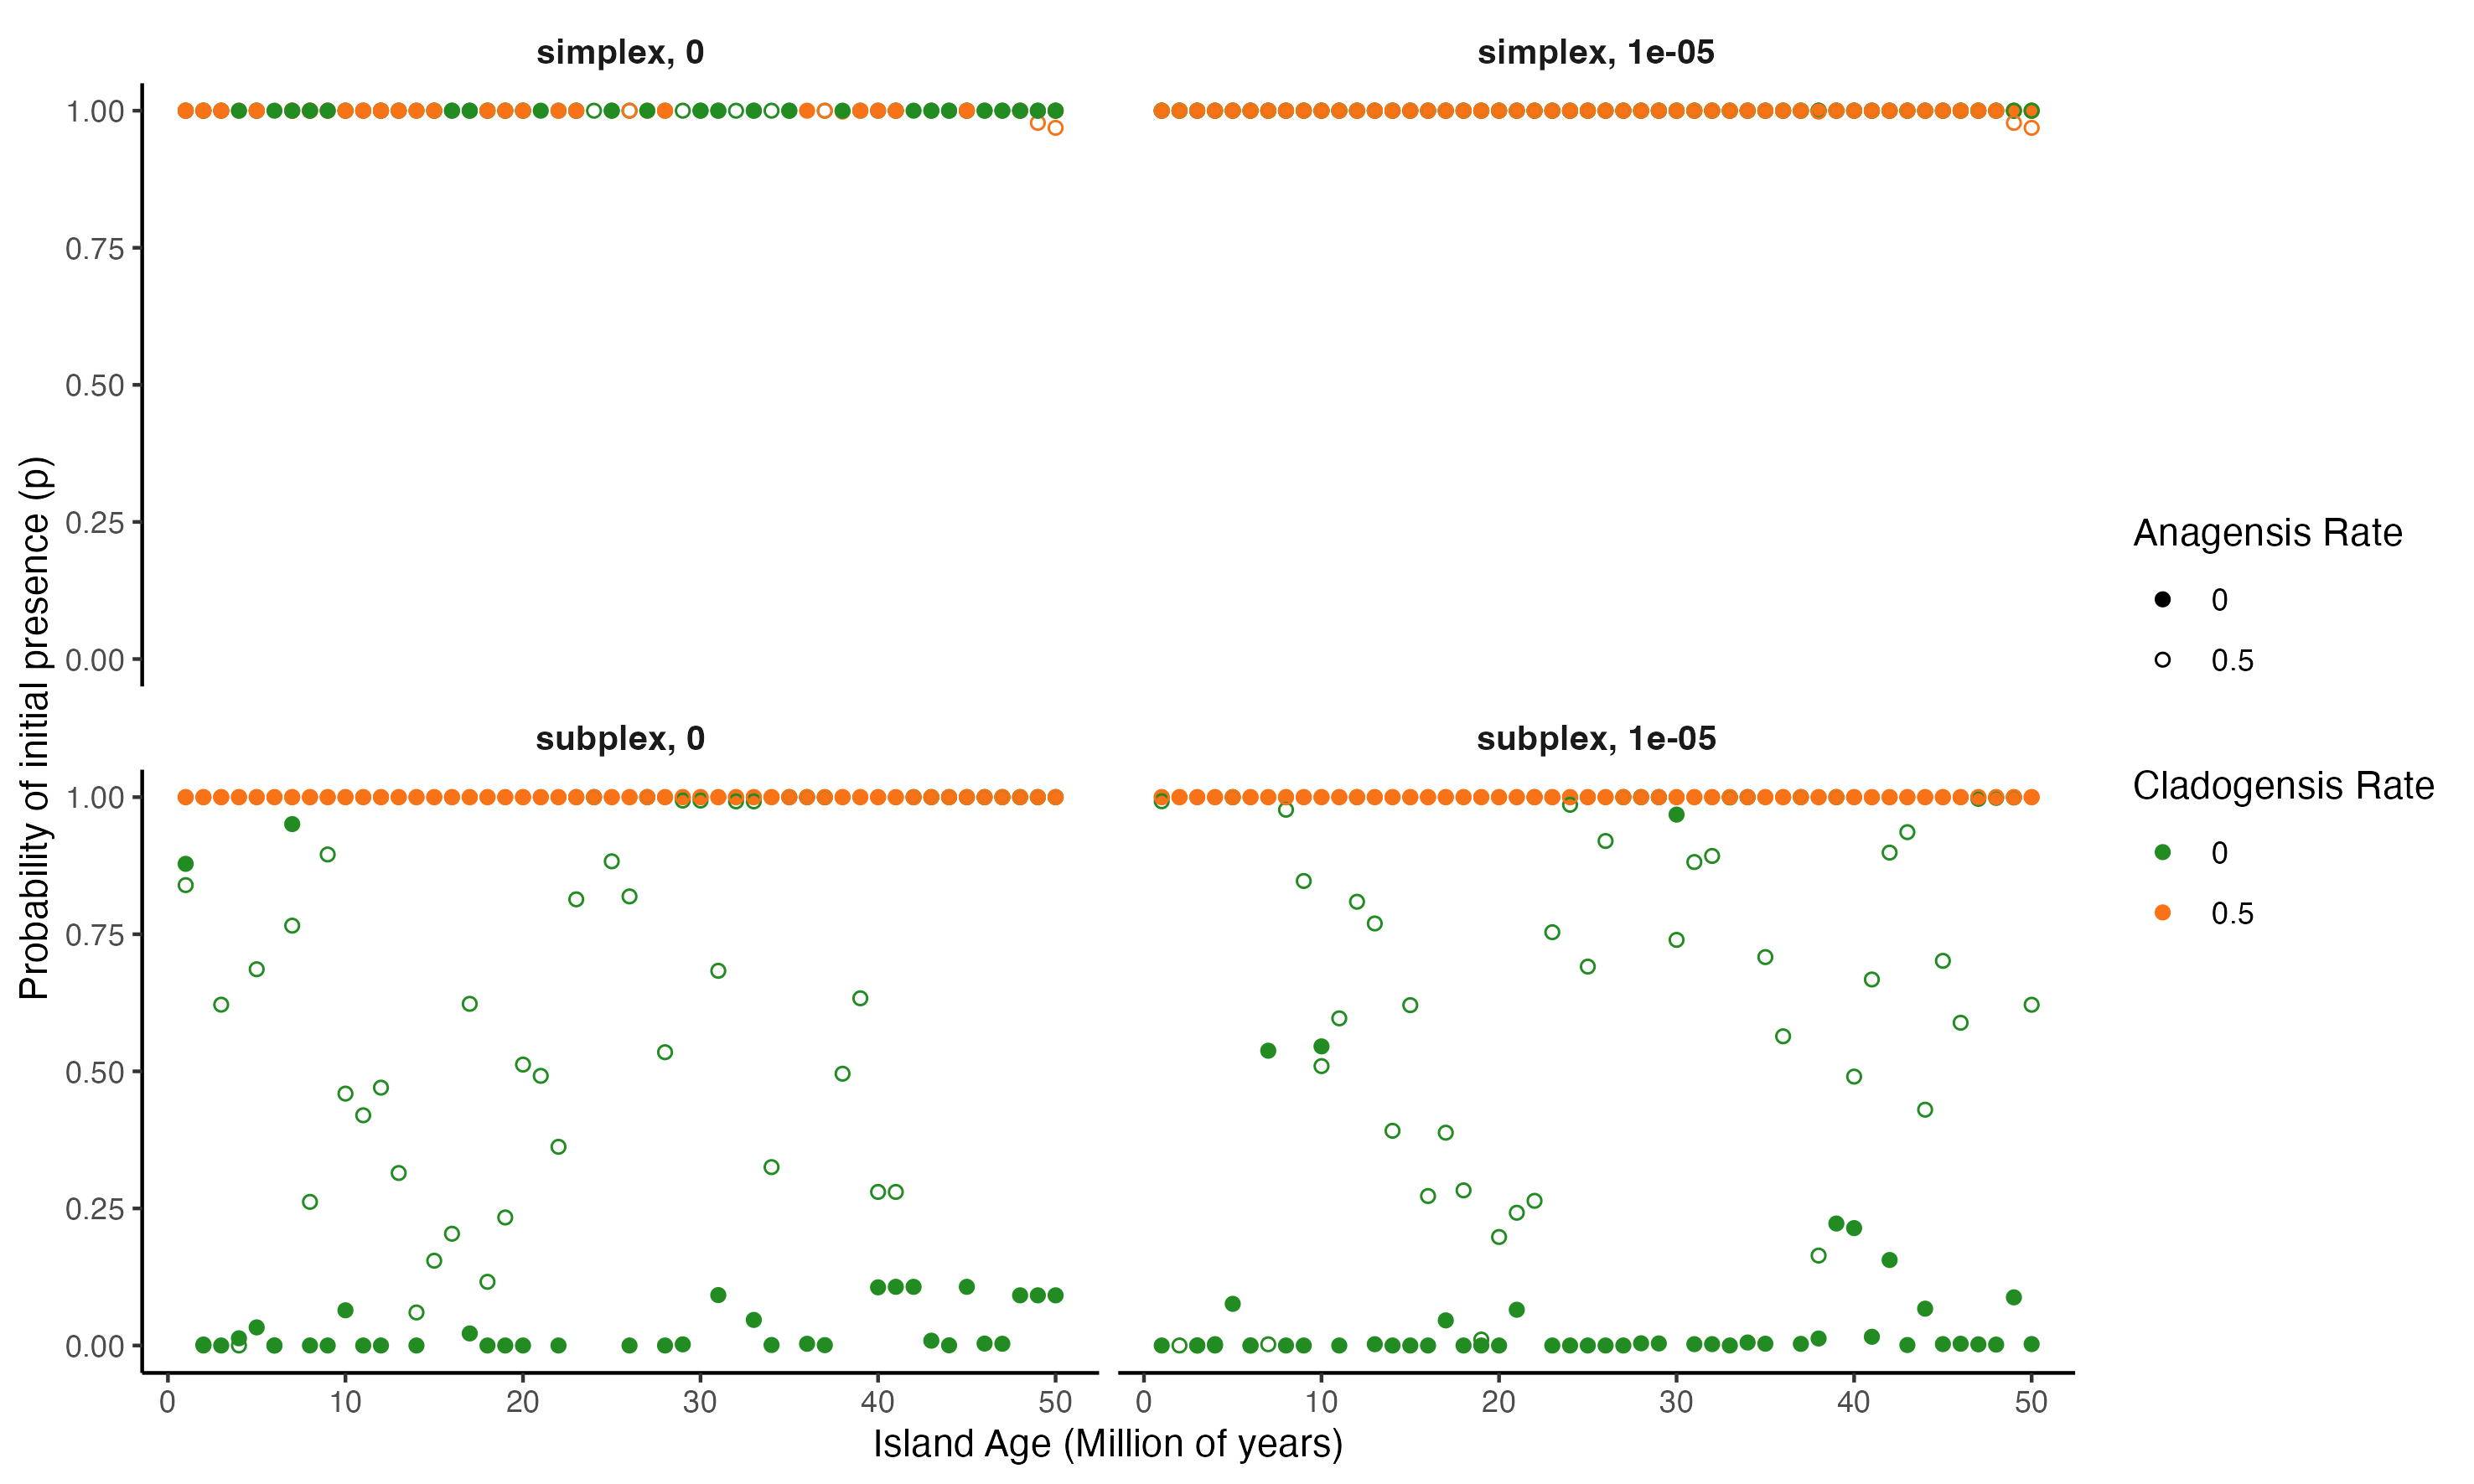 simplex, 0
simplex, 1e-05
1.00
0.75
0.50
0.25
0.00
subplex, 0
subplex, 1e-05
1.00
0.75
0.50
0.25
0.00
0 10 20 30 40 50
0 10 20 30 40 50
Island Age (Million of years)
Probability of initial presence (p)
Anagensis Rate
0
0.5
Cladogensis Rate
0
0.5